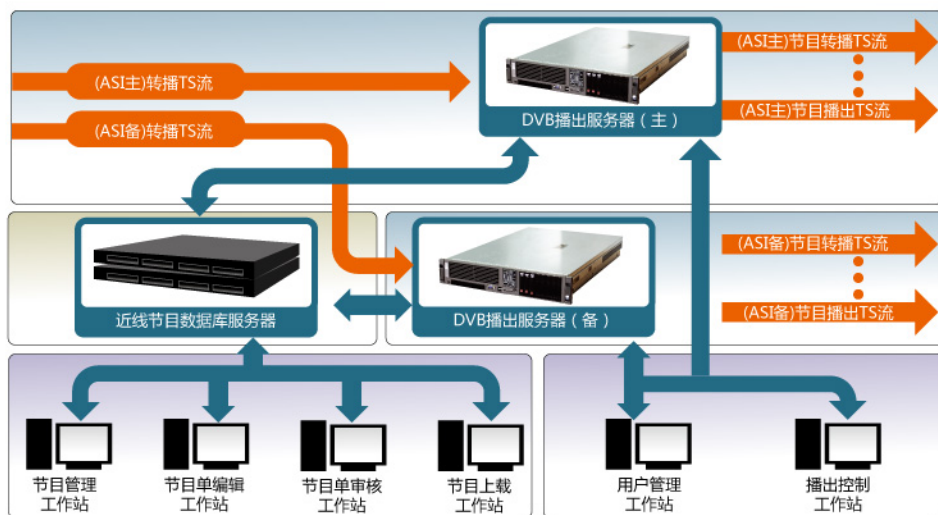 (ASI主)转播TS流
(ASI备)转播TS流
DVB播出服务器（主）
(ASI主)节目转播TS流
(ASI主)节目播出TS流
近线节目数据库服务器
DVB播出服务器（备）
(ASI备)节目转播TS流
(ASI备)节目播出TS流
节目管理
工作站
节目单编辑
工作站
节目单审核
工作站
节目上载
工作站
用户管理
工作站
播出控制
工作站